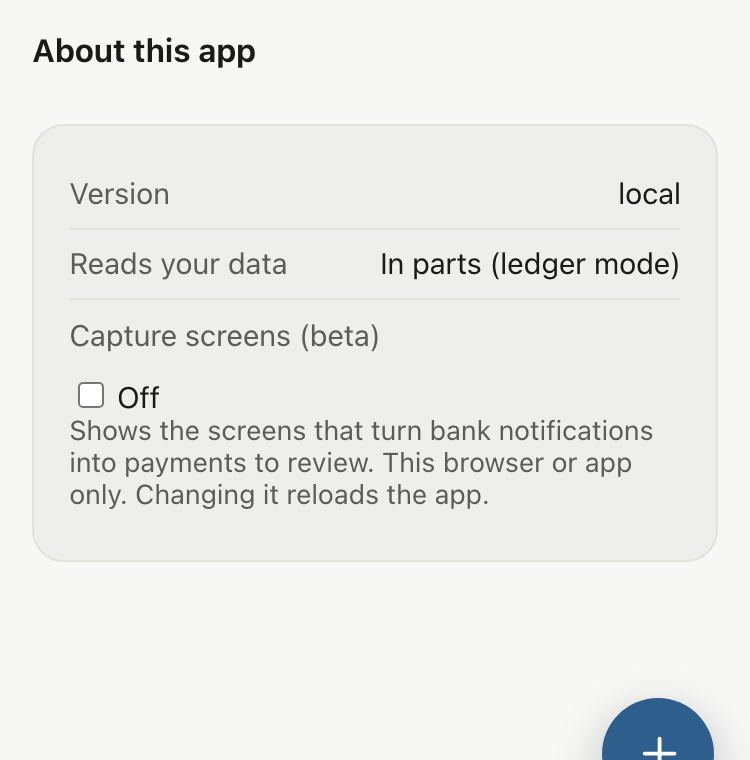 About this app
Version local
Reads your data In parts (ledger mode)
Capture screens (beta)
Off
Shows the screens that turn bank notifications
into payments to review. This browser or app
only. Changing it reloads the app.
+